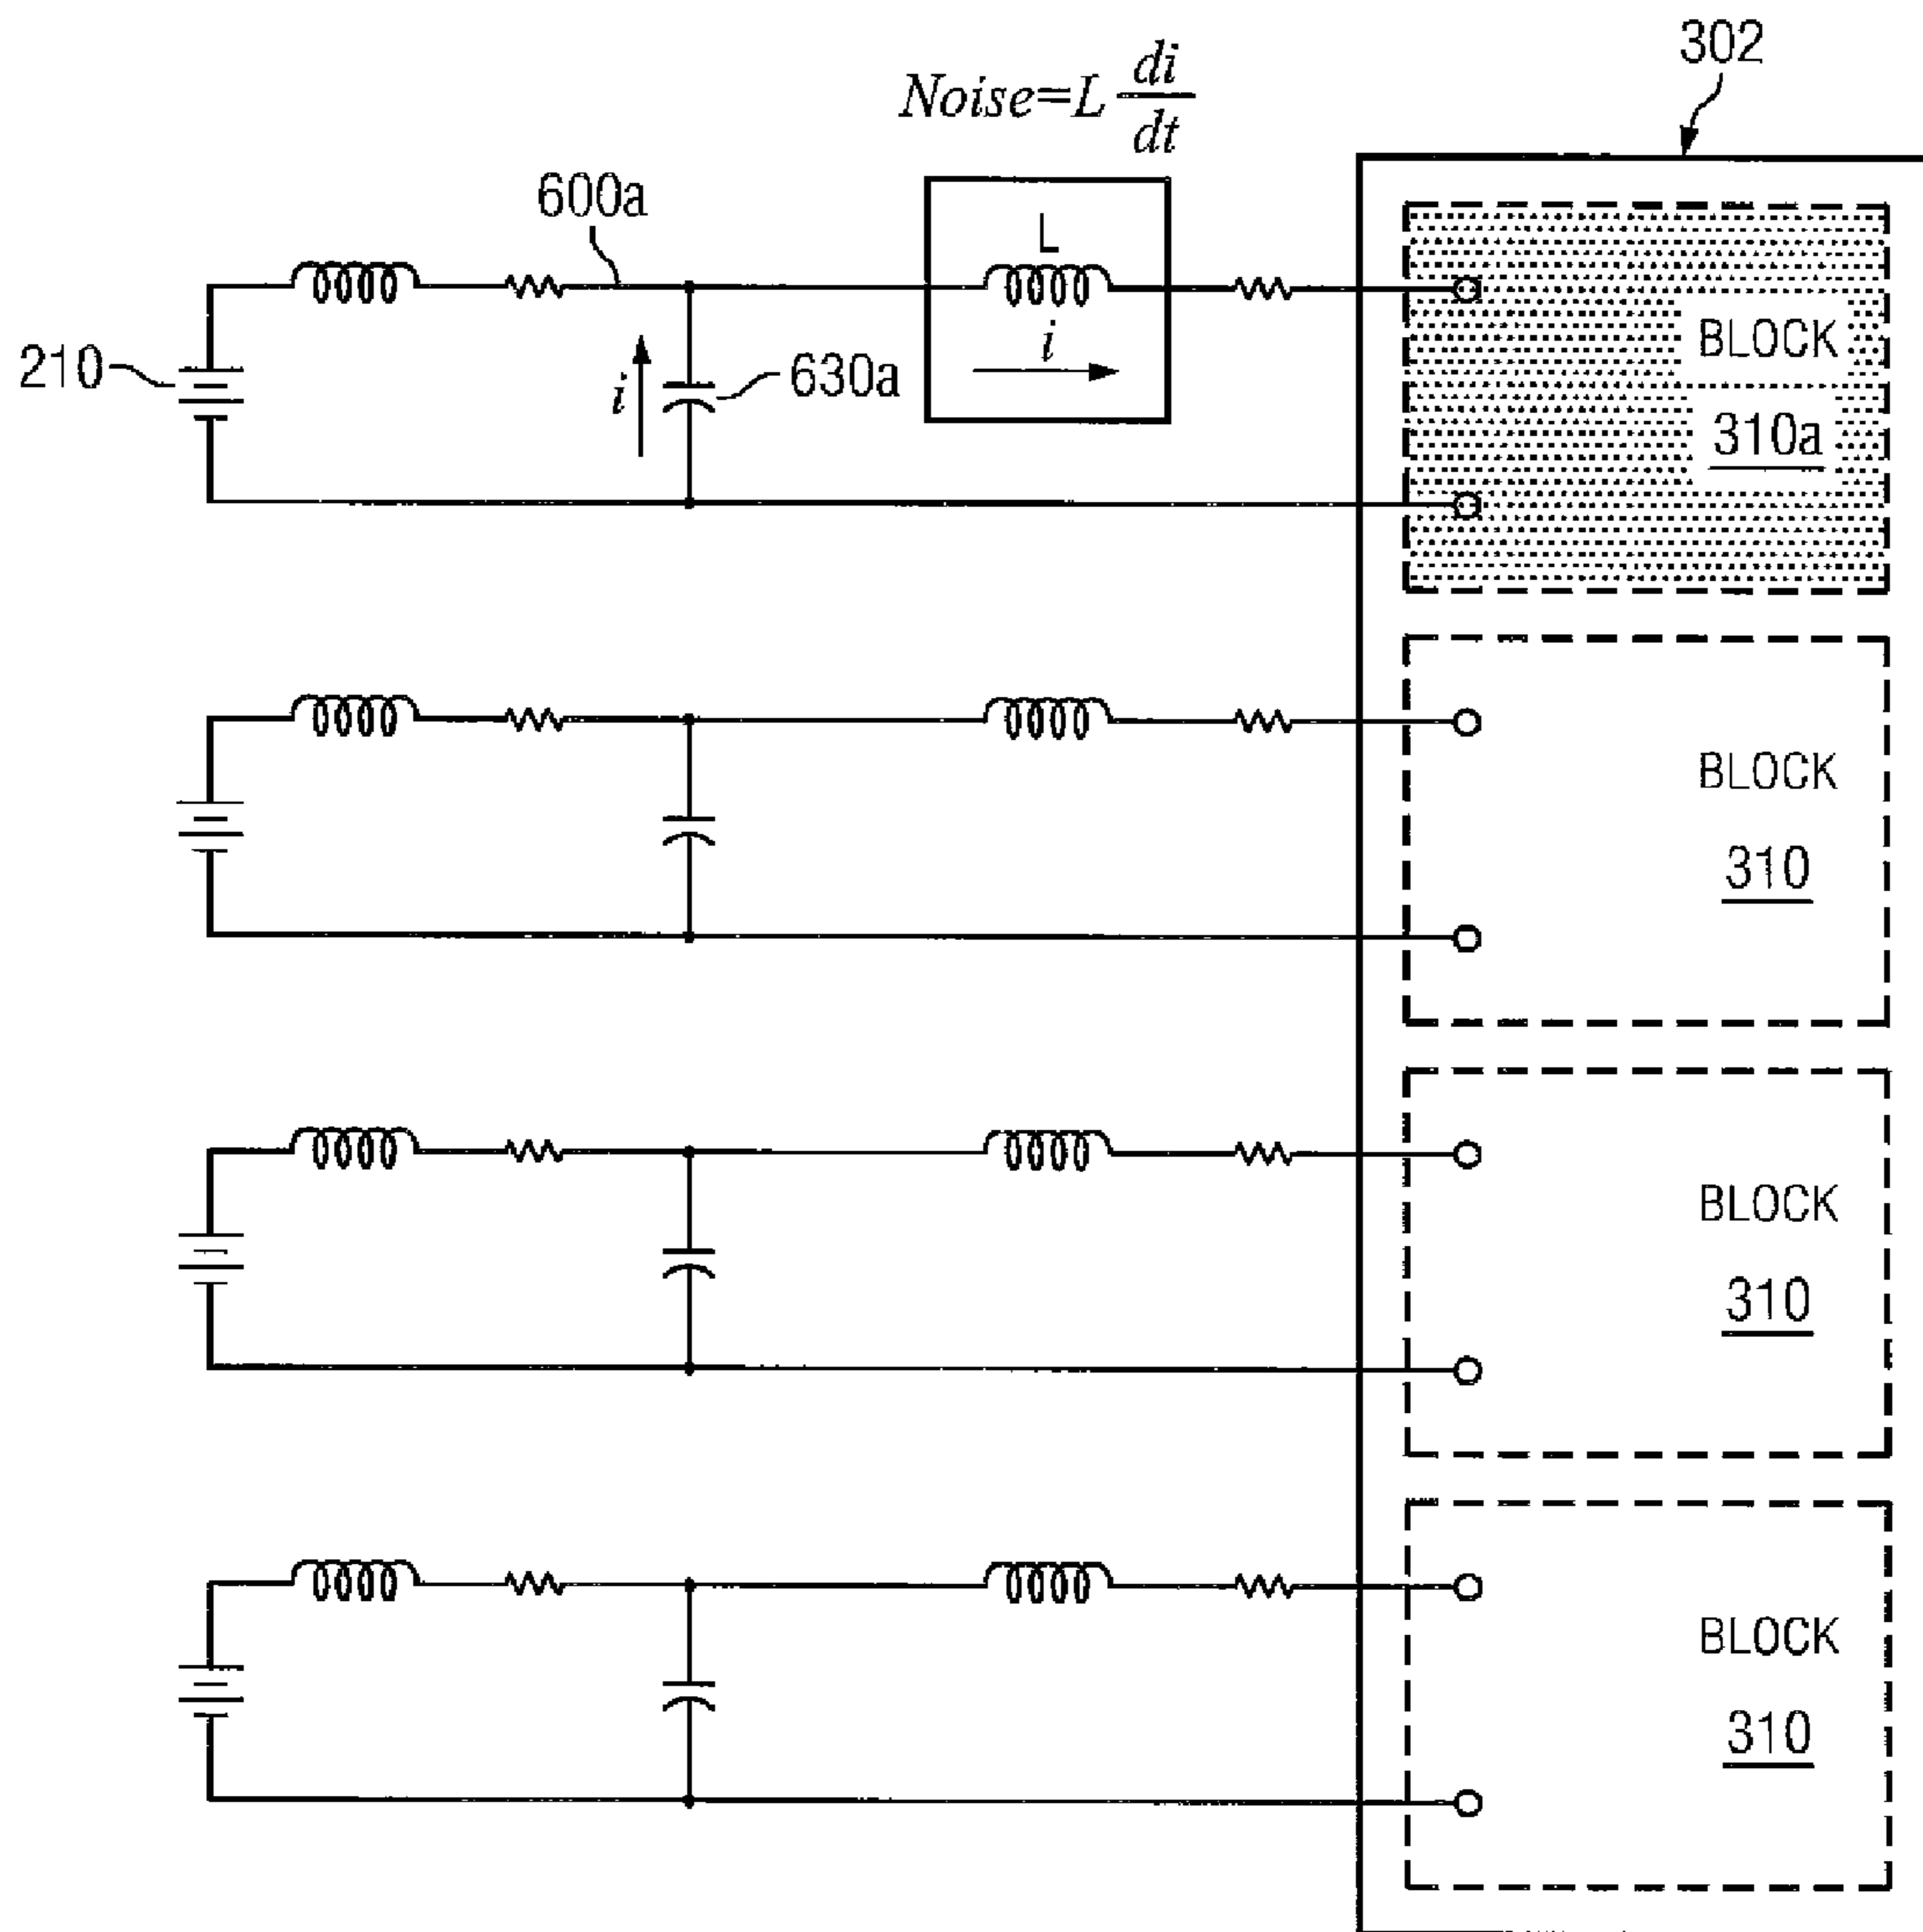 302
Noise=L di/dt
600a
L
i
210
i
630a
BLOCK
310a
BLOCK
310
BLOCK
310
BLOCK
310